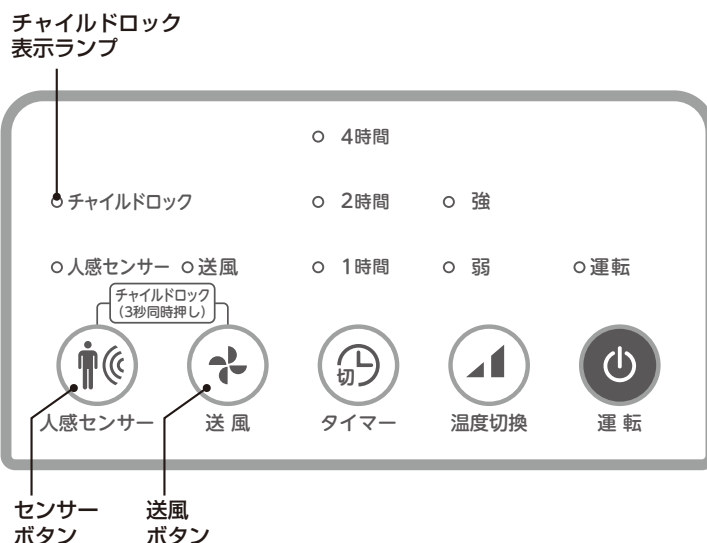 チャイルドロック
表示ランプ
4時間
チャイルドロック
2時間
強
人感センサー
送風
1時間
弱
運転
チャイルドロック
（3秒同時押し）
切
人感センサー
送 風
タイマー
温度切換
運 転
センサー
ボタン
送風
ボタン